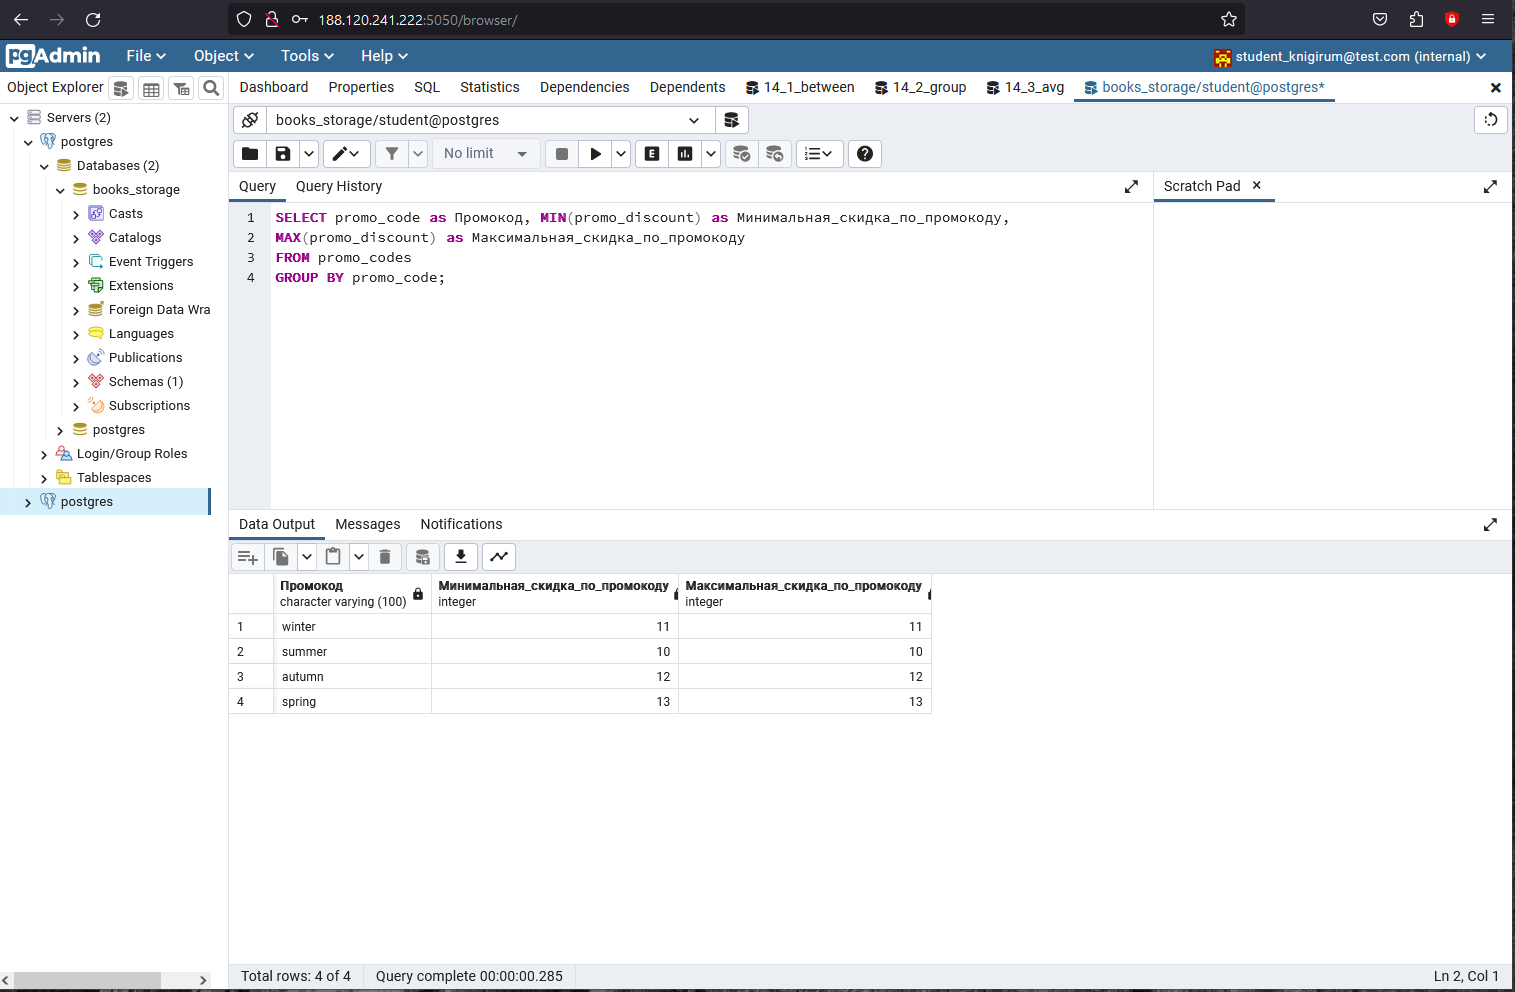 188.120.241.222:5050/browser/
pgAdmin File Object Tools Help student_knigirum@test.com (internal)
Object Explorer Dashboard Properties SQL Statistics Dependencies Dependents 14_1_between 14_2_group 14_3_avg books_storage/student@postgres*
Servers (2)
postgres
Databases (2)
books_storage
Casts
Catalogs
Event Triggers
Extensions
Foreign Data Wra
Languages
Publications
Schemas (1)
Subscriptions
postgres
Login/Group Roles
Tablespaces
postgres
books_storage/student@postgres
No limit E
Query Query History Scratch Pad
1 SELECT promo_code as Промокод, MIN(promo_discount) as Минимальная_скидка_по_промокоду,
2 MAX(promo_discount) as Максимальная_скидка_по_промокоду
3 FROM promo_codes
4 GROUP BY promo_code;
Data Output Messages Notifications
Промокод Минимальная_скидка_по_промокоду Максимальная_скидка_по_промокоду
character varying (100) integer integer
1 winter 11 11
2 summer 10 10
3 autumn 12 12
4 spring 13 13
Total rows: 4 of 4 Query complete 00:00:00.285 Ln 2, Col 1